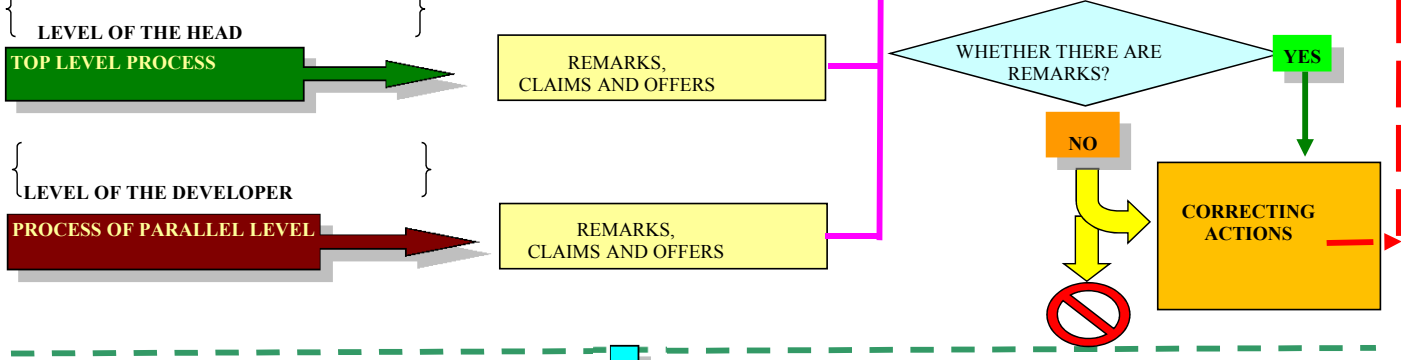 LEVEL OF THE HEAD
TOP LEVEL PROCESS
REMARKS,
CLAIMS AND OFFERS
WHETHER THERE ARE
REMARKS?
YES
NO
LEVEL OF THE DEVELOPER
PROCESS OF PARALLEL LEVEL
REMARKS,
CLAIMS AND OFFERS
CORRECTING
ACTIONS